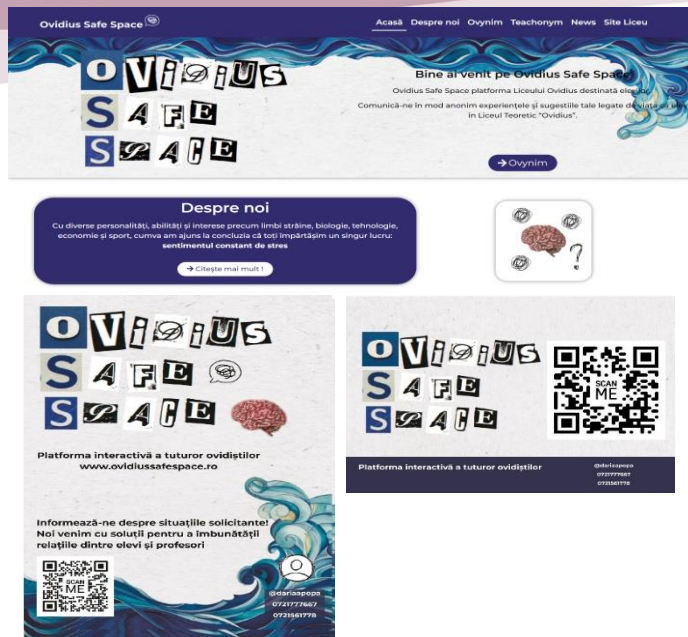 Ovidius Safe Space
Acasă Despre noi Ovynim Teachonym News Site Liceu
OViDiUS
SAFE
SPACE
Bine ai venit pe Ovidius Safe Space!
Ovidius Safe Space platforma Liceului Ovidius destinată elevilor.
Comunică-ne în mod anonim experiențele și sugestiile tale legate de viața de elev
în Liceul Teoretic "Ovidius".
→ Ovynim
Despre noi
Cu diverse personalități, abilități și interese precum limbi străine, biologie, tehnologie,
economie și sport, cumva am ajuns la concluzia că toți împărtășim un singur lucru:
sentimentul constant de stres
→ Citește mai mult !
OViDiUS
SAFE
SPACE
Platforma interactivă a tuturor ovidiștilor
www.ovidiussafespace.ro
Informează-ne despre situațiile solicitante!
Noi venim cu soluții pentru a îmbunătății
relațiile dintre elevi și profesori
SCAN
ME
@dariaapopa
0721777667
0721561778
OViDiUS
SAFE
SPACE
SCAN
ME
Platforma interactivă a tuturor ovidiștilor
@dariaapopa
0721777667
0721561778